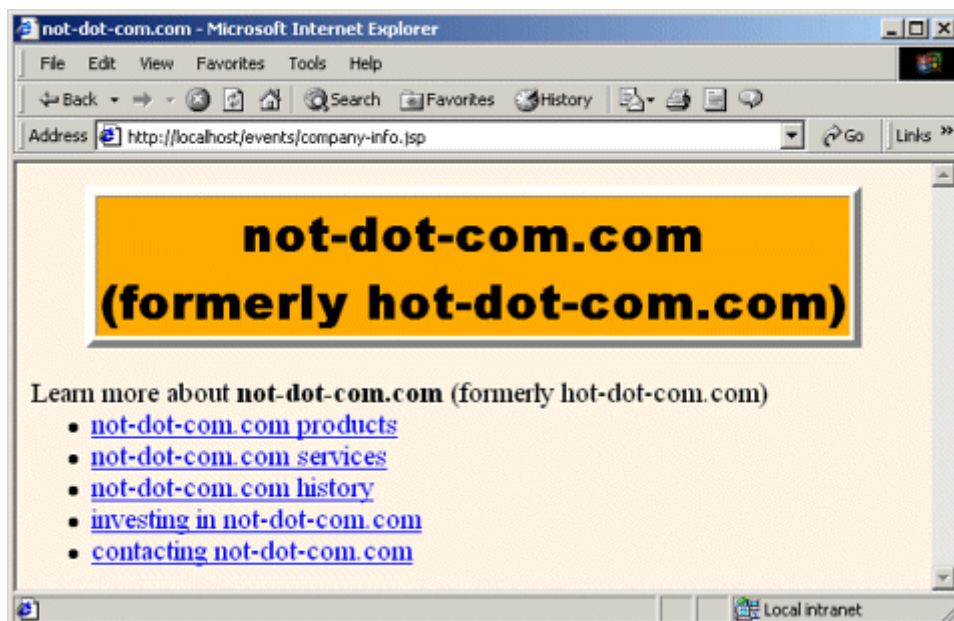 not-dot-com.com - Microsoft Internet Explorer
File Edit View Favorites Tools Help
Back Search Favorites History
Address http://localhost/events/company-info.jsp Go Links »
not-dot-com.com
(formerly hot-dot-com.com)
Learn more about not-dot-com.com (formerly hot-dot-com.com)
• not-dot-com.com products
• not-dot-com.com services
• not-dot-com.com history
• investing in not-dot-com.com
• contacting not-dot-com.com
Local intranet